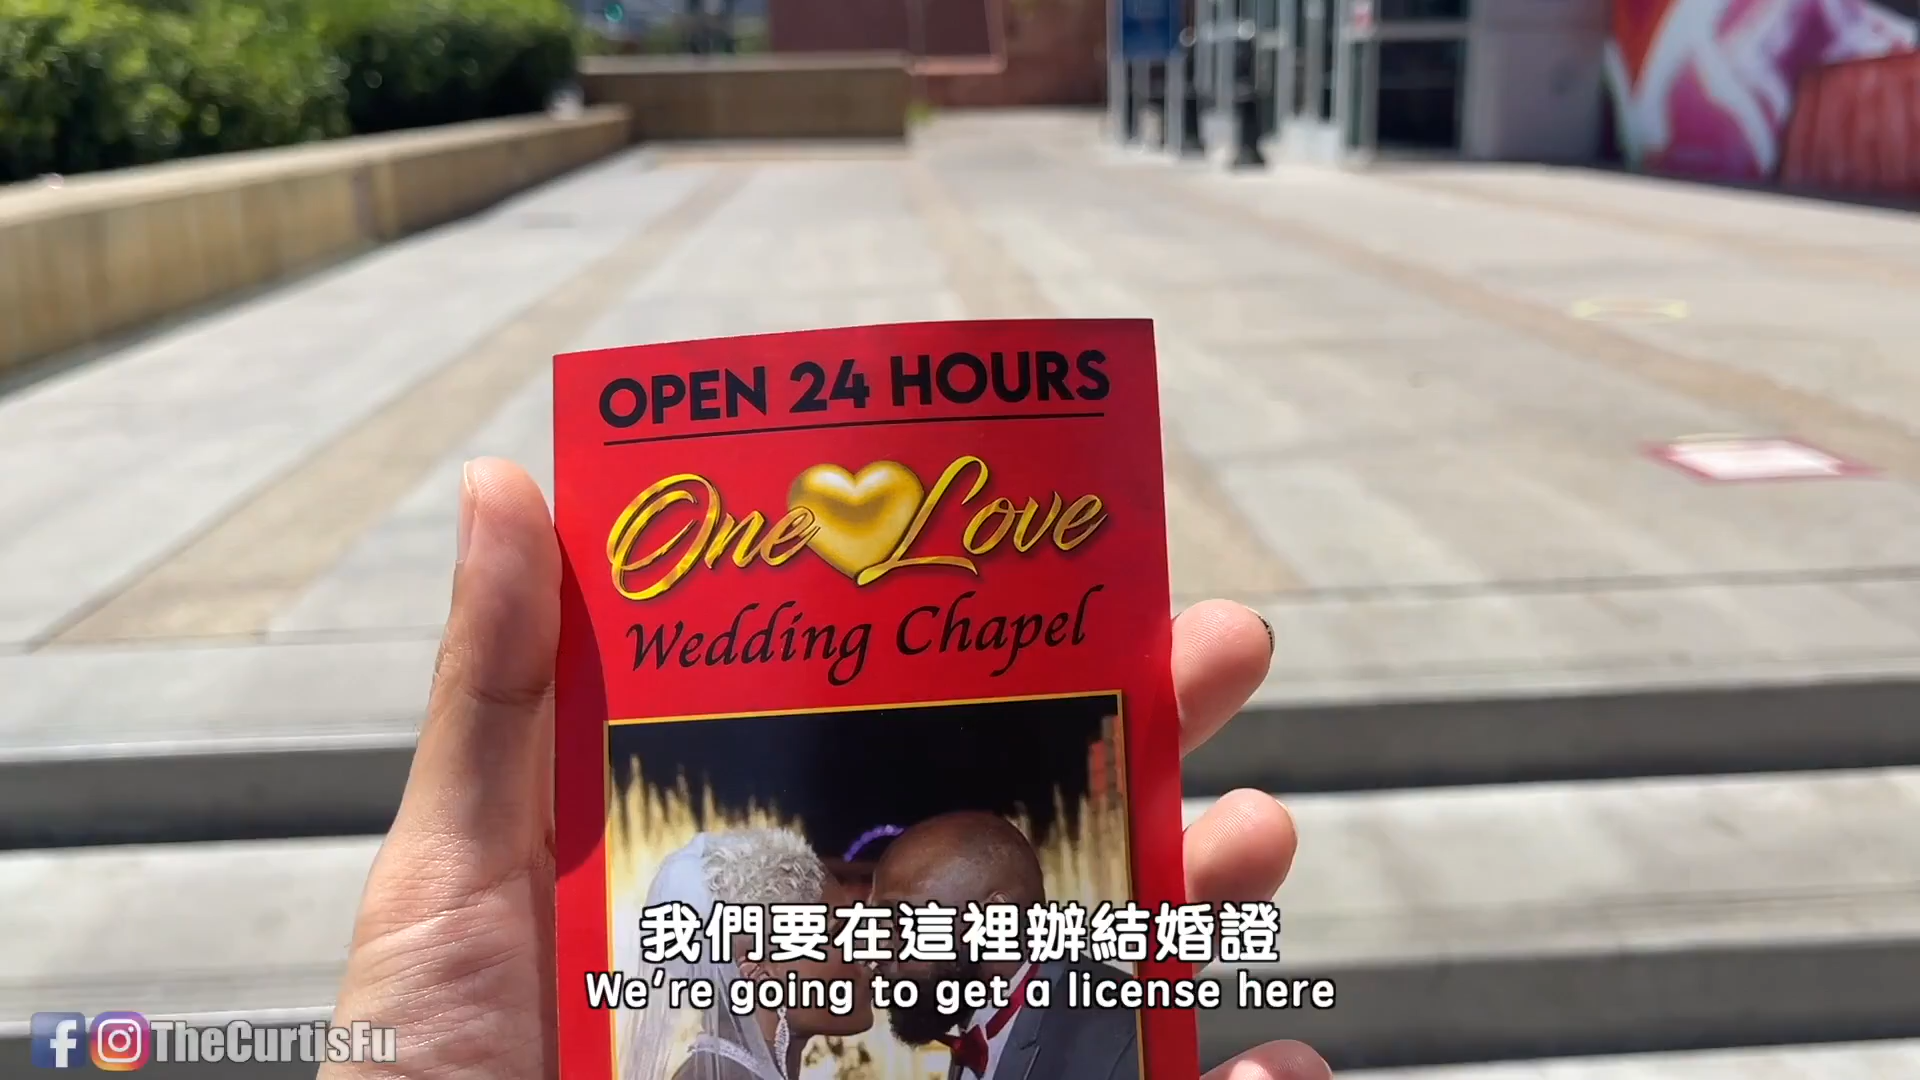 OPEN 24 HOURS
One Love
Wedding Chapel
我們要在這裡辦結婚證
We're going to get a license here
TheCurtisFu